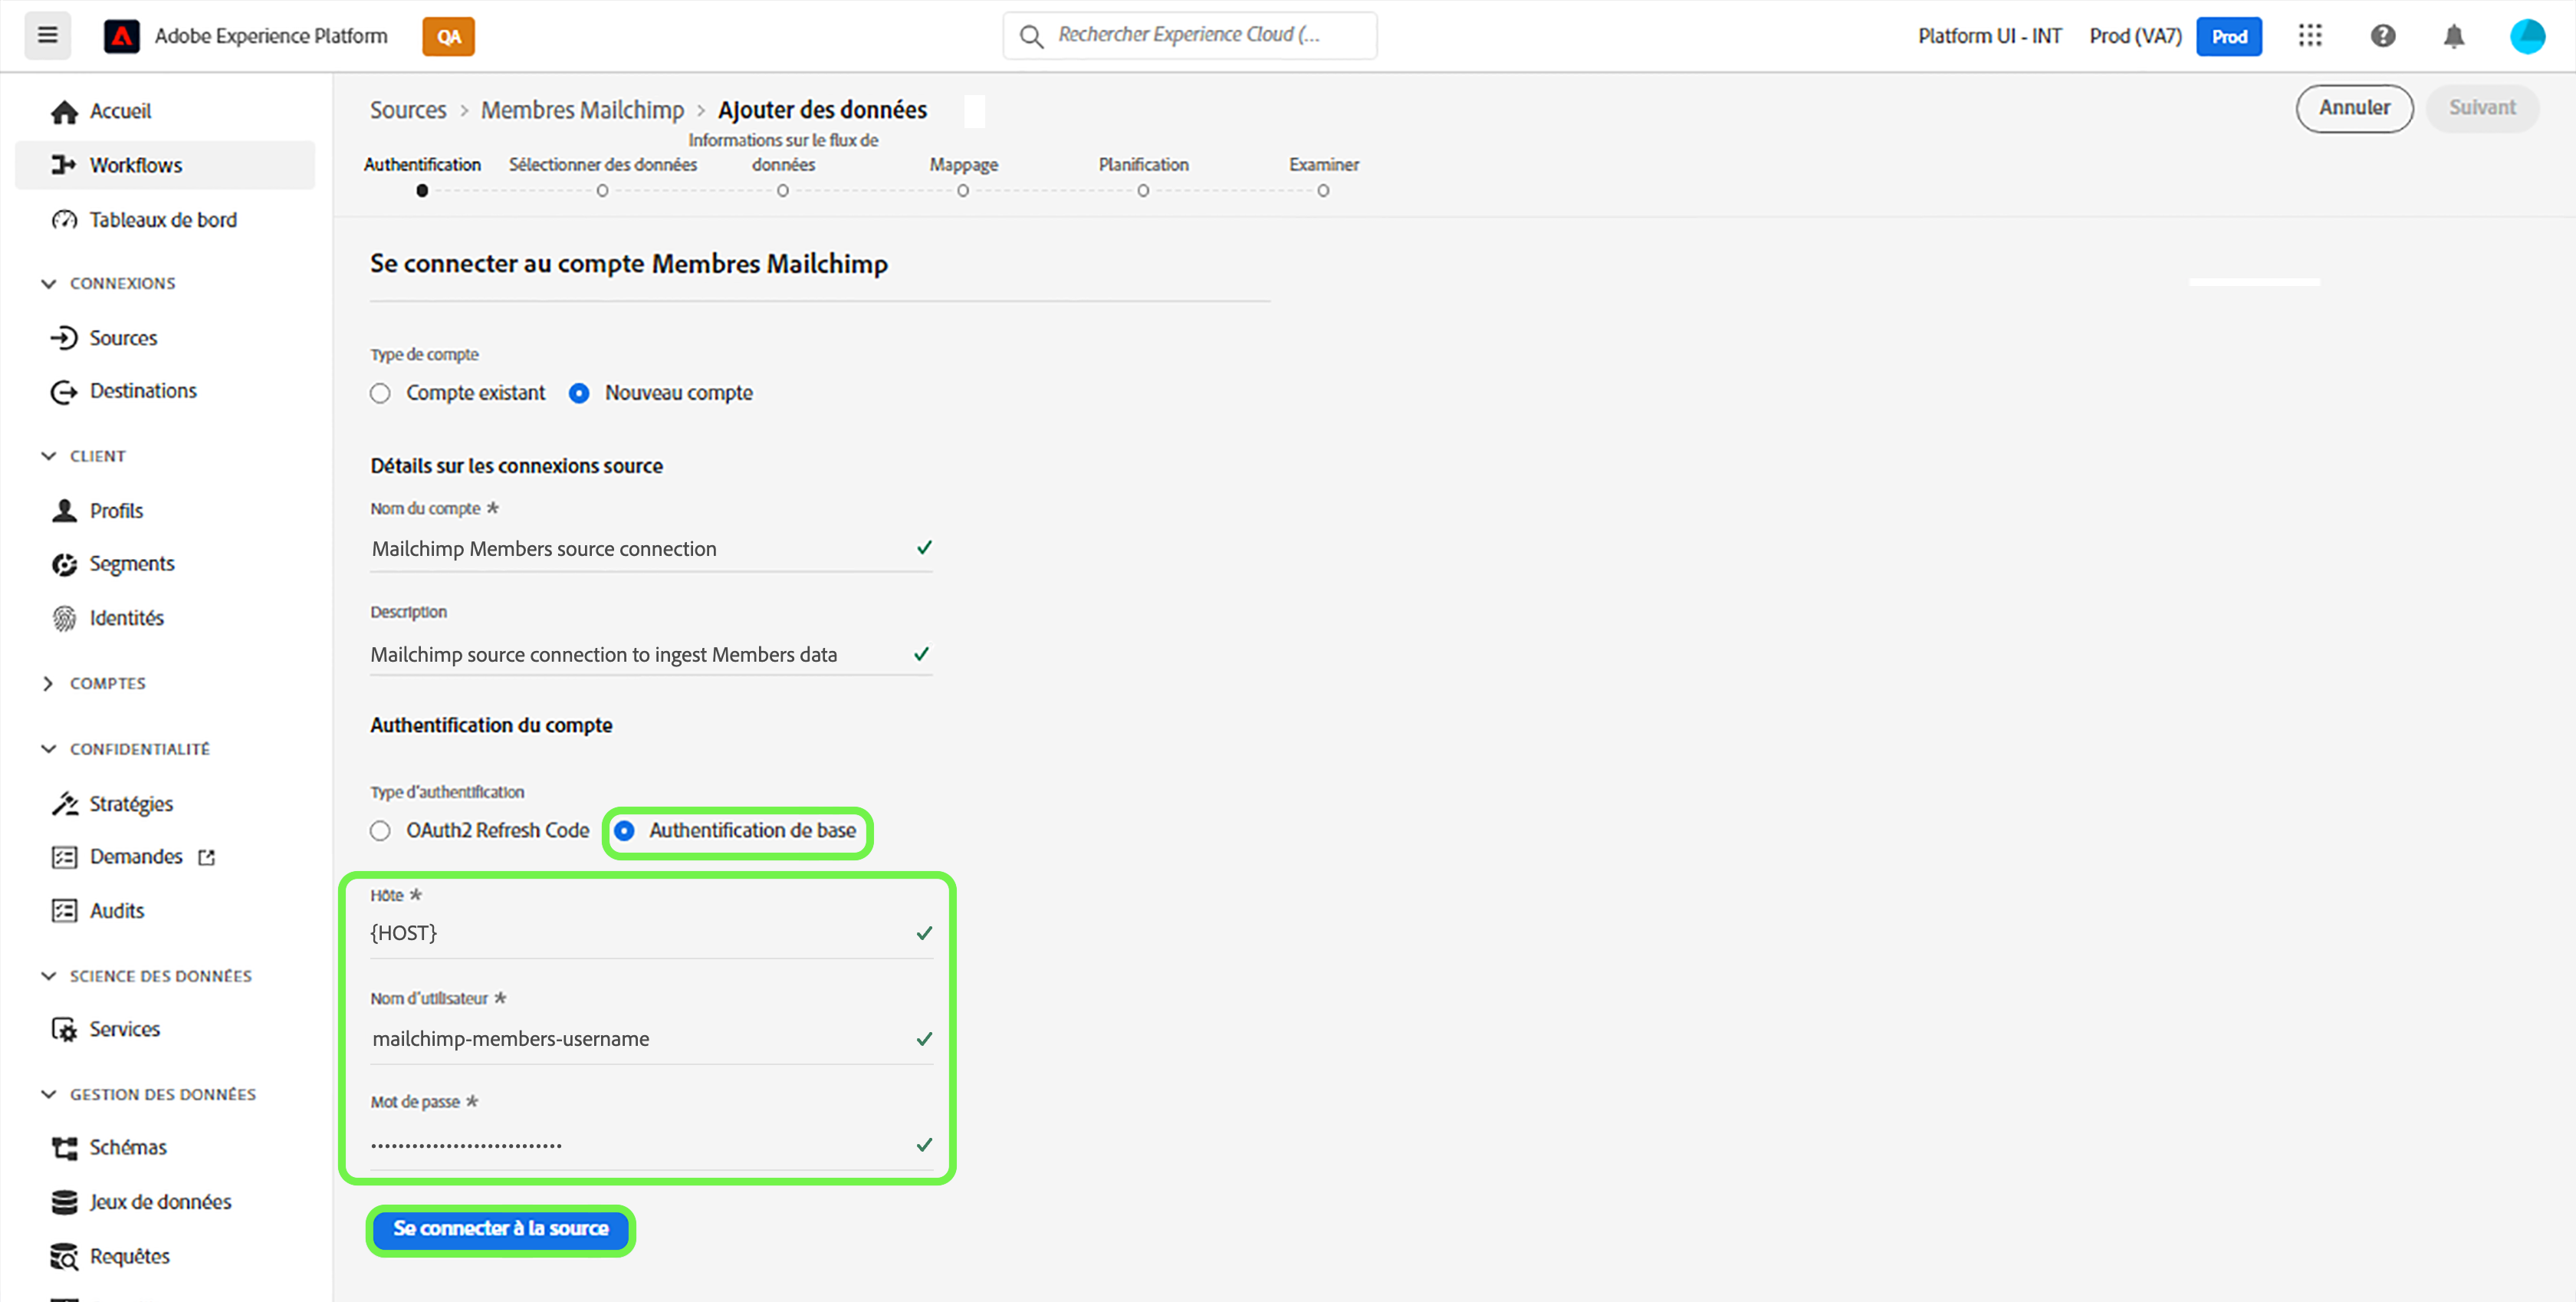 Adobe Experience Platform
QA
Rechercher Experience Cloud (...
Platform UI - INT
Prod (VA7)
Prod
Accueil
Workflows
Tableaux de bord
CONNEXIONS
Sources
Destinations
CLIENT
Profils
Segments
Identités
COMPTES
CONFIDENTIALITÉ
Stratégies
Demandes
Audits
SCIENCE DES DONNÉES
Services
GESTION DES DONNÉES
Schémas
Jeux de données
Requêtes
Sources > Membres Mailchimp > Ajouter des données
Annuler
Suivant
Authentification
Sélectionner des données
Informations sur le flux de
données
Mappage
Planification
Examiner
Se connecter au compte Membres Mailchimp
Type de compte
Compte existant
Nouveau compte
Détails sur les connexions source
Nom du compte *
Mailchimp Members source connection
Description
Mailchimp source connection to ingest Members data
Authentification du compte
Type d'authentification
OAuth2 Refresh Code
Authentification de base
Hôte *
{HOST}
Nom d'utilisateur *
mailchimp-members-username
Mot de passe *
••••••••••••••••••••••••••••
Se connecter à la source